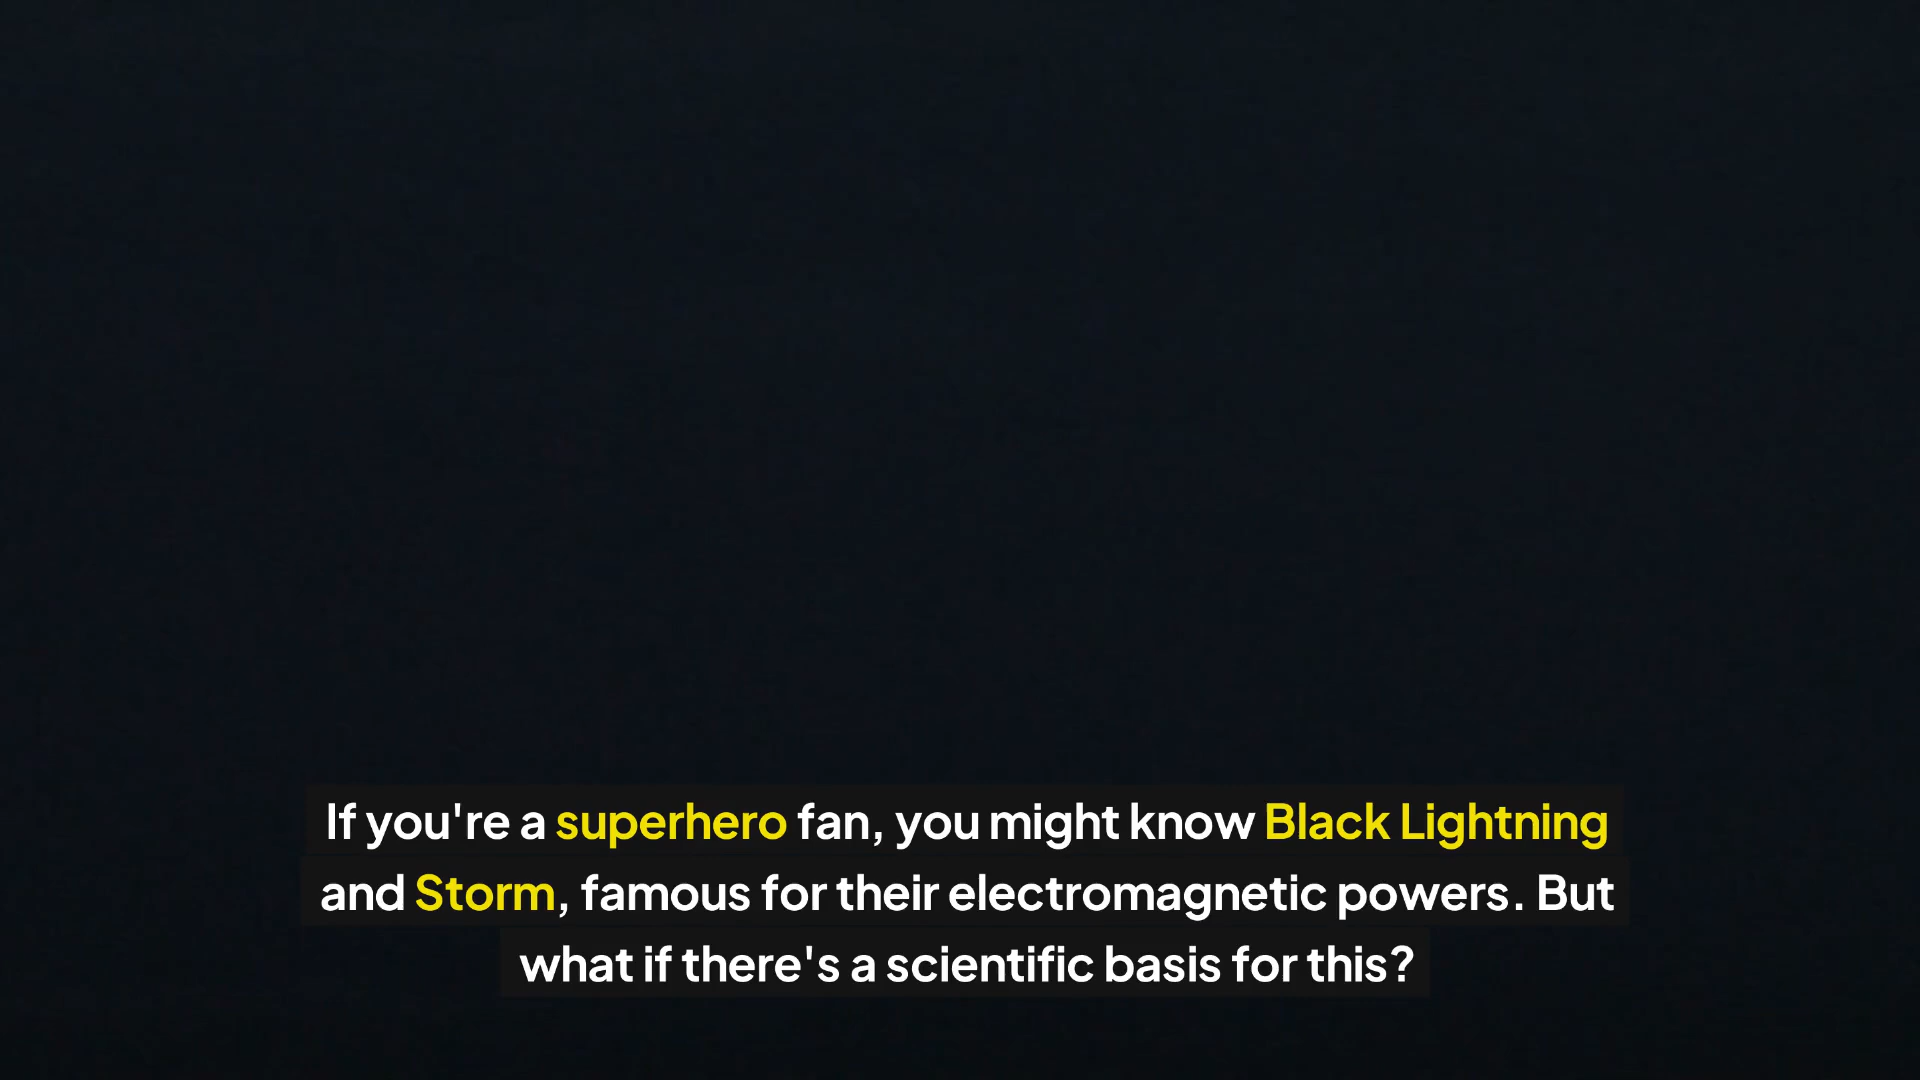 If you're a superhero fan, you might know Black Lightning
and Storm, famous for their electromagnetic powers. But
what if there's a scientific basis for this?